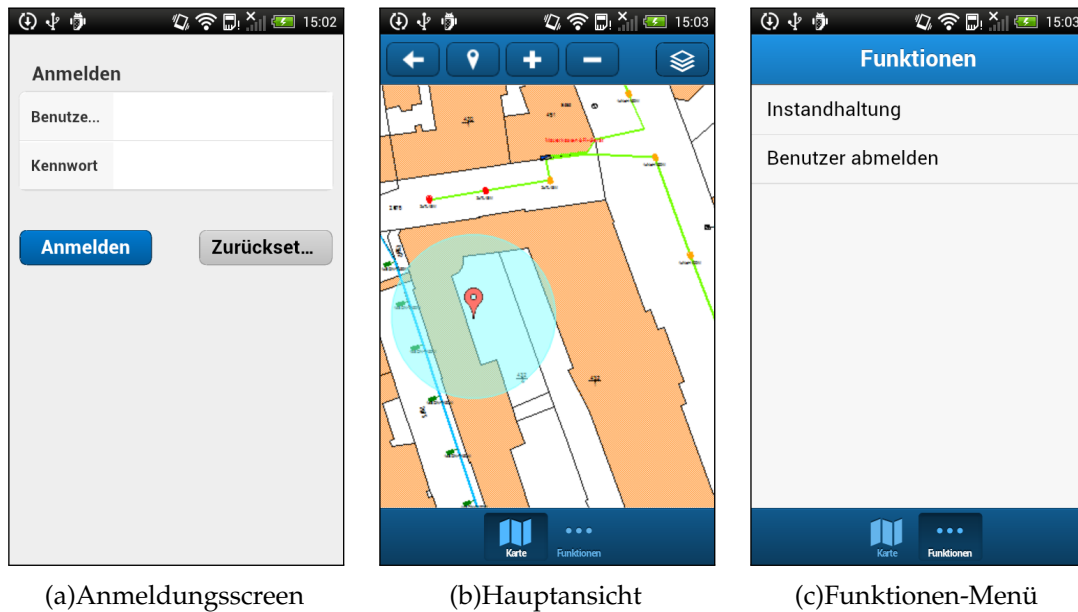 15:02
Anmelden
Benutze...
Kennwort
Anmelden
Zurückset...
(a)Anmeldungsscreen
15:03
Karte
Funktionen
(b)Hauptansicht
15:03
Funktionen
Instandhaltung
Benutzer abmelden
Karte
Funktionen
(c)Funktionen-Menü